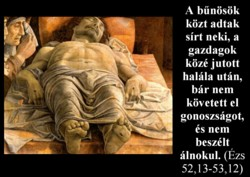 A bűnösök
közt adtak
sírt neki, a
gazdagok
közé jutott
halála után,
bár nem
követett el
gonoszságot,
és nem
beszélt
álnokul. (Ézs
52,13-53,12)